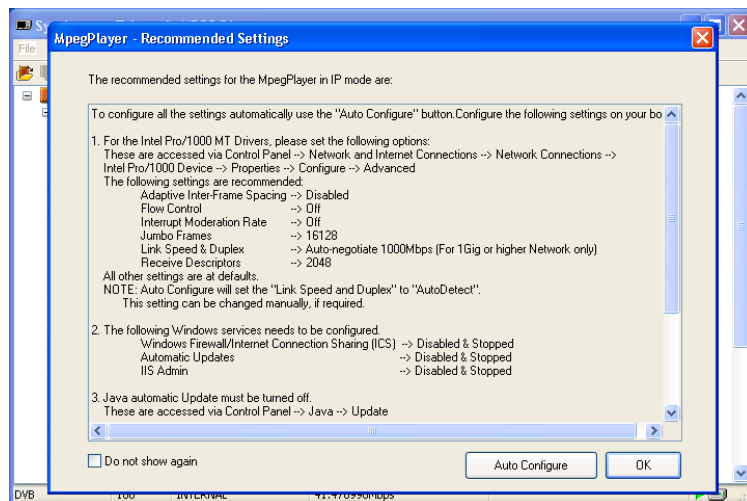 Sy
MpegPlayer - Recommended Settings
File
The recommended settings for the MpegPlayer in IP mode are:
To configure all the settings automatically use the "Auto Configure" button.Configure the following settings on your bo
1. For the Intel Pro/1000 MT Drivers, please set the following options:
These are accessed via Control Panel --> Network and Internet Connections --> Network Connections -->
Intel Pro/1000 Device --> Properties --> Configure --> Advanced
The following settings are recommended:
Adaptive Inter-Frame Spacing --> Disabled
Flow Control --> Off
Interrupt Moderation Rate --> Off
Jumbo Frames --> 16128
Link Speed & Duplex --> Auto-negotiate 1000Mbps (For 1Gig or higher Network only)
Receive Descriptors --> 2048
All other settings are at defaults.
NOTE: Auto Configure will set the "Link Speed and Duplex" to "AutoDetect".
This setting can be changed manually, if required.
2. The following Windows services needs to be configured.
Windows Firewall/Internet Connection Sharing (ICS) --> Disabled & Stopped
Automatic Updates --> Disabled & Stopped
IIS Admin --> Disabled & Stopped
3. Java automatic Update must be turned off.
These are accessed via Control Panel --> Java --> Update
Do not show again
Auto Configure
OK
DVB 188 INTERNAL 41.470990Mbps